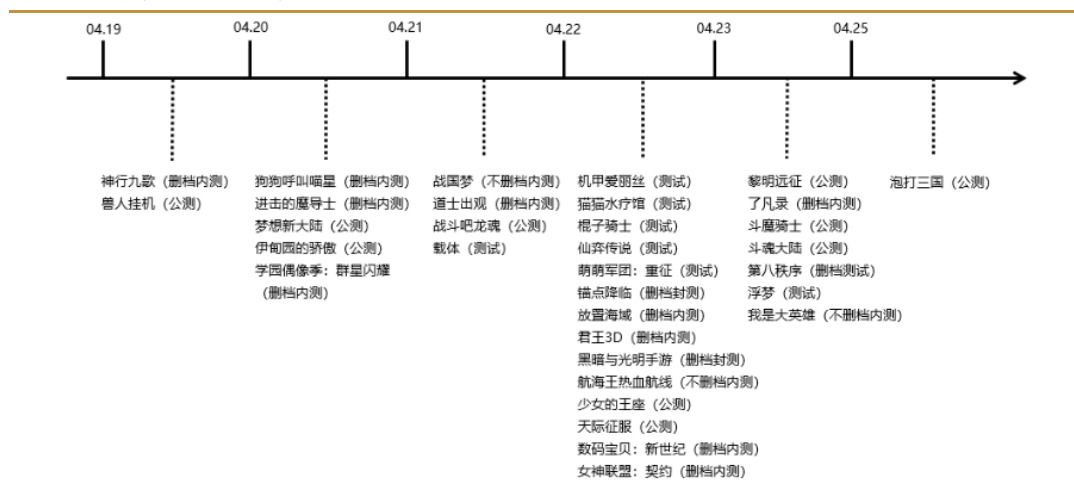 04.19
04.20
04.21
04.22
04.23
04.25
神行九歌（删档内测）
兽人挂机（公测）
狗狗呼叫喵星（删档内测）
进击的魔导士（删档内测）
梦想新大陆（公测）
伊甸园的骄傲（公测）
学园偶像季：群星闪耀
（删档内测）
战国梦（不删档内测）
道士出观（删档内测）
战斗吧龙魂（公测）
载体（测试）
机甲爱丽丝（测试）
猫猫水疗馆（测试）
棍子骑士（测试）
仙弈传说（测试）
萌萌军团：重征（测试）
锚点降临（删档封测）
放置海域（删档内测）
君王3D（删档内测）
黑暗与光明手游（删档封测）
航海王热血航线（不删档内测）
少女的王座（公测）
天际征服（公测）
数码宝贝：新世纪（删档内测）
女神联盟：契约（删档内测）
黎明远征（公测）
了凡录（删档内测）
斗魔骑士（公测）
斗魂大陆（公测）
第八秩序（删档测试）
浮梦（测试）
我是大英雄（不删档内测）
泡打三国（公测）